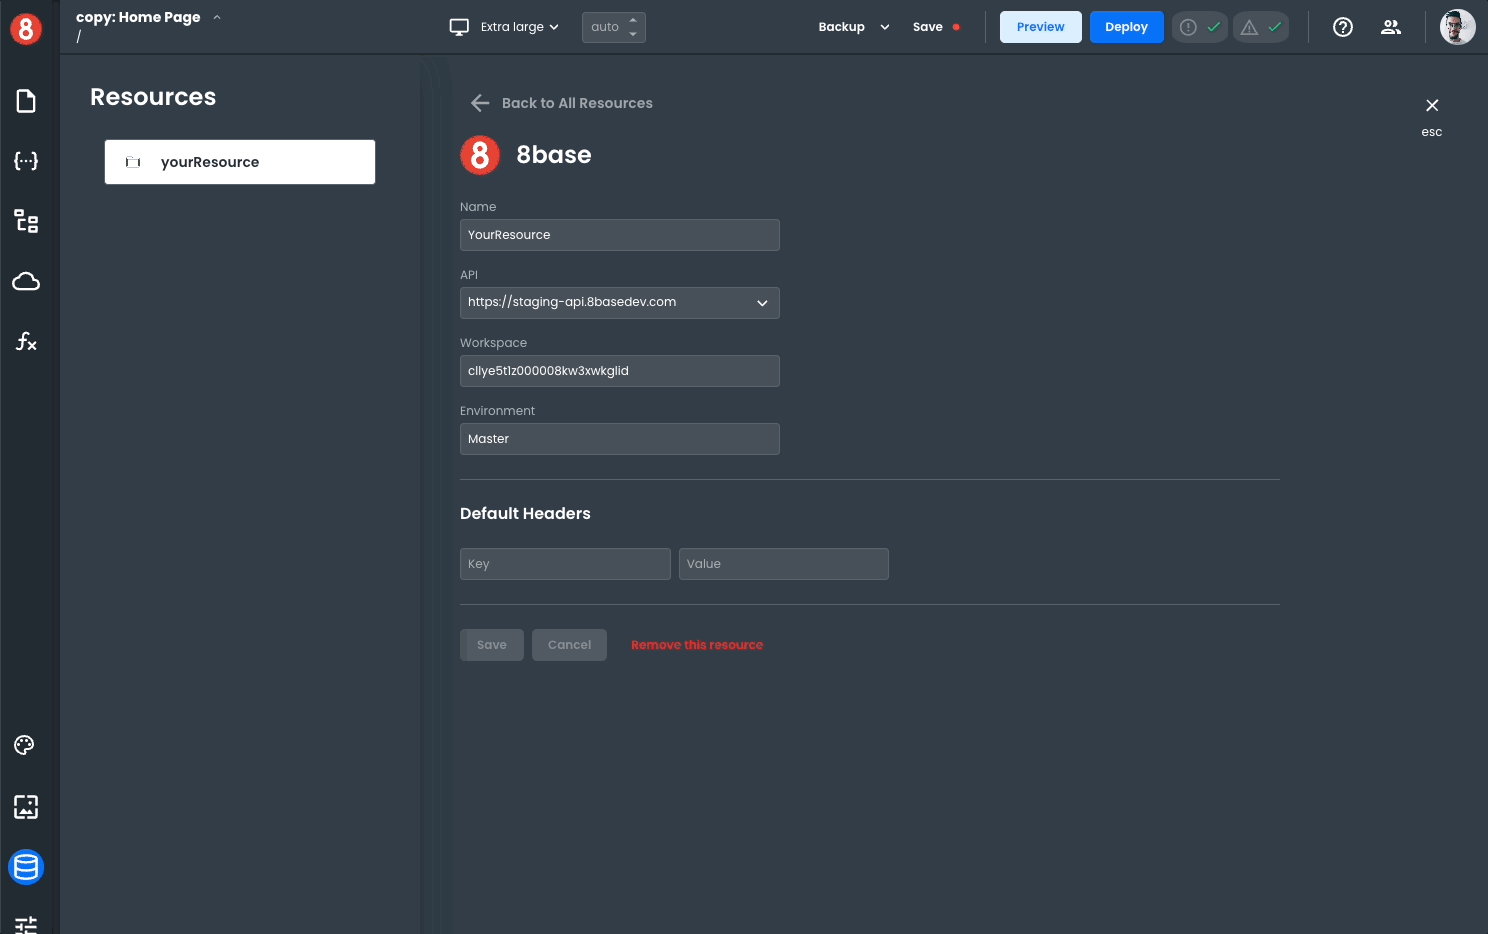 8
copy: Home Page
/
Extra large
auto
Backup
Save
Preview
Deploy
Resources
yourResource
Back to All Resources
esc
8
8base
Name
YourResource
API
https://staging-api.8basedev.com
Workspace
cllye5t1z000008kw3xwkglid
Environment
Master
Default Headers
Key
Value
Save
Cancel
Remove this resource